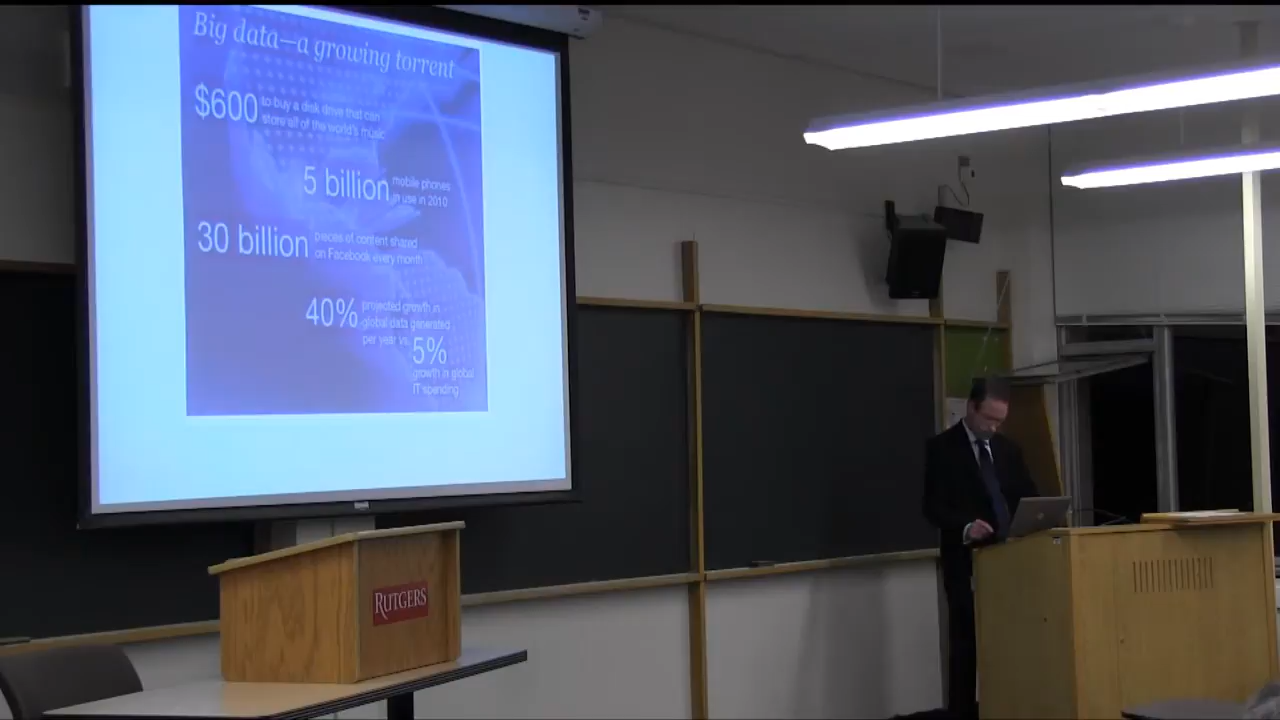 Big data—a growing torrent
$600 to buy a disk drive that can
store all of the world's music
5 billion mobile phones
in use in 2010
30 billion pieces of content shared
on Facebook every month
40% projected growth in
global data generated
per year vs.
5%
growth in global
IT spending
RUTGERS